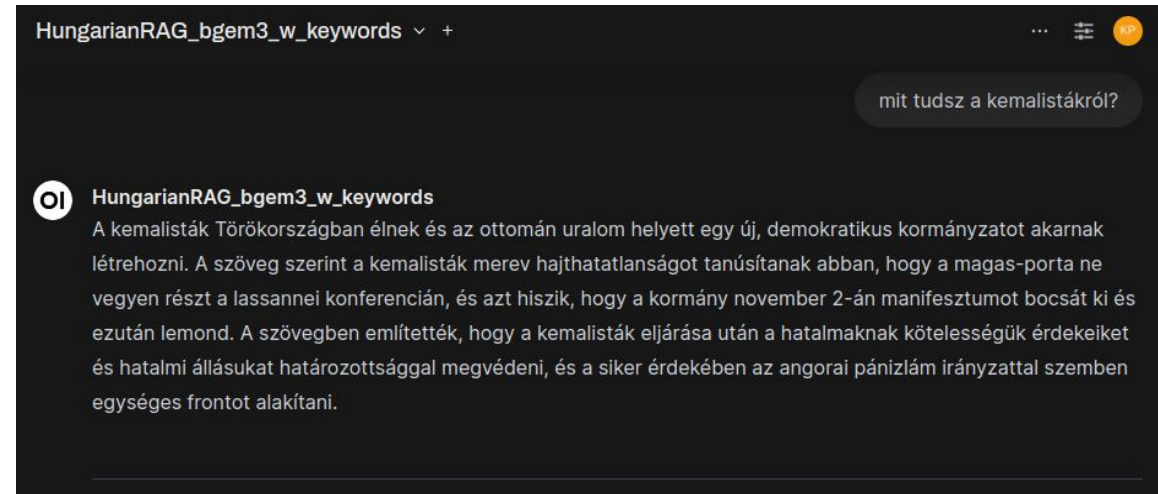 HungarianRAG_bgem3_w_keywords
KP
mit tudsz a kemalistákról?
OI
HungarianRAG_bgem3_w_keywords
A kemalisták Törökországban élnek és az ottomán uralom helyett egy új, demokratikus kormányzatot akarnak
létrehozni. A szöveg szerint a kemalisták merev hajthatatlanságot tanúsítanak abban, hogy a magas-porta ne
vegyen részt a lassannei konferencián, és azt hiszik, hogy a kormány november 2-án manifesztumot bocsát ki és
ezután lemond. A szövegben említették, hogy a kemalisták eljárása után a hatalmaknak kötelességük érdekeiket
és hatalmi állásukat határozottsággal megvédeni, és a siker érdekében az angorai pánizlám irányzattal szemben
egységes frontot alakítani.